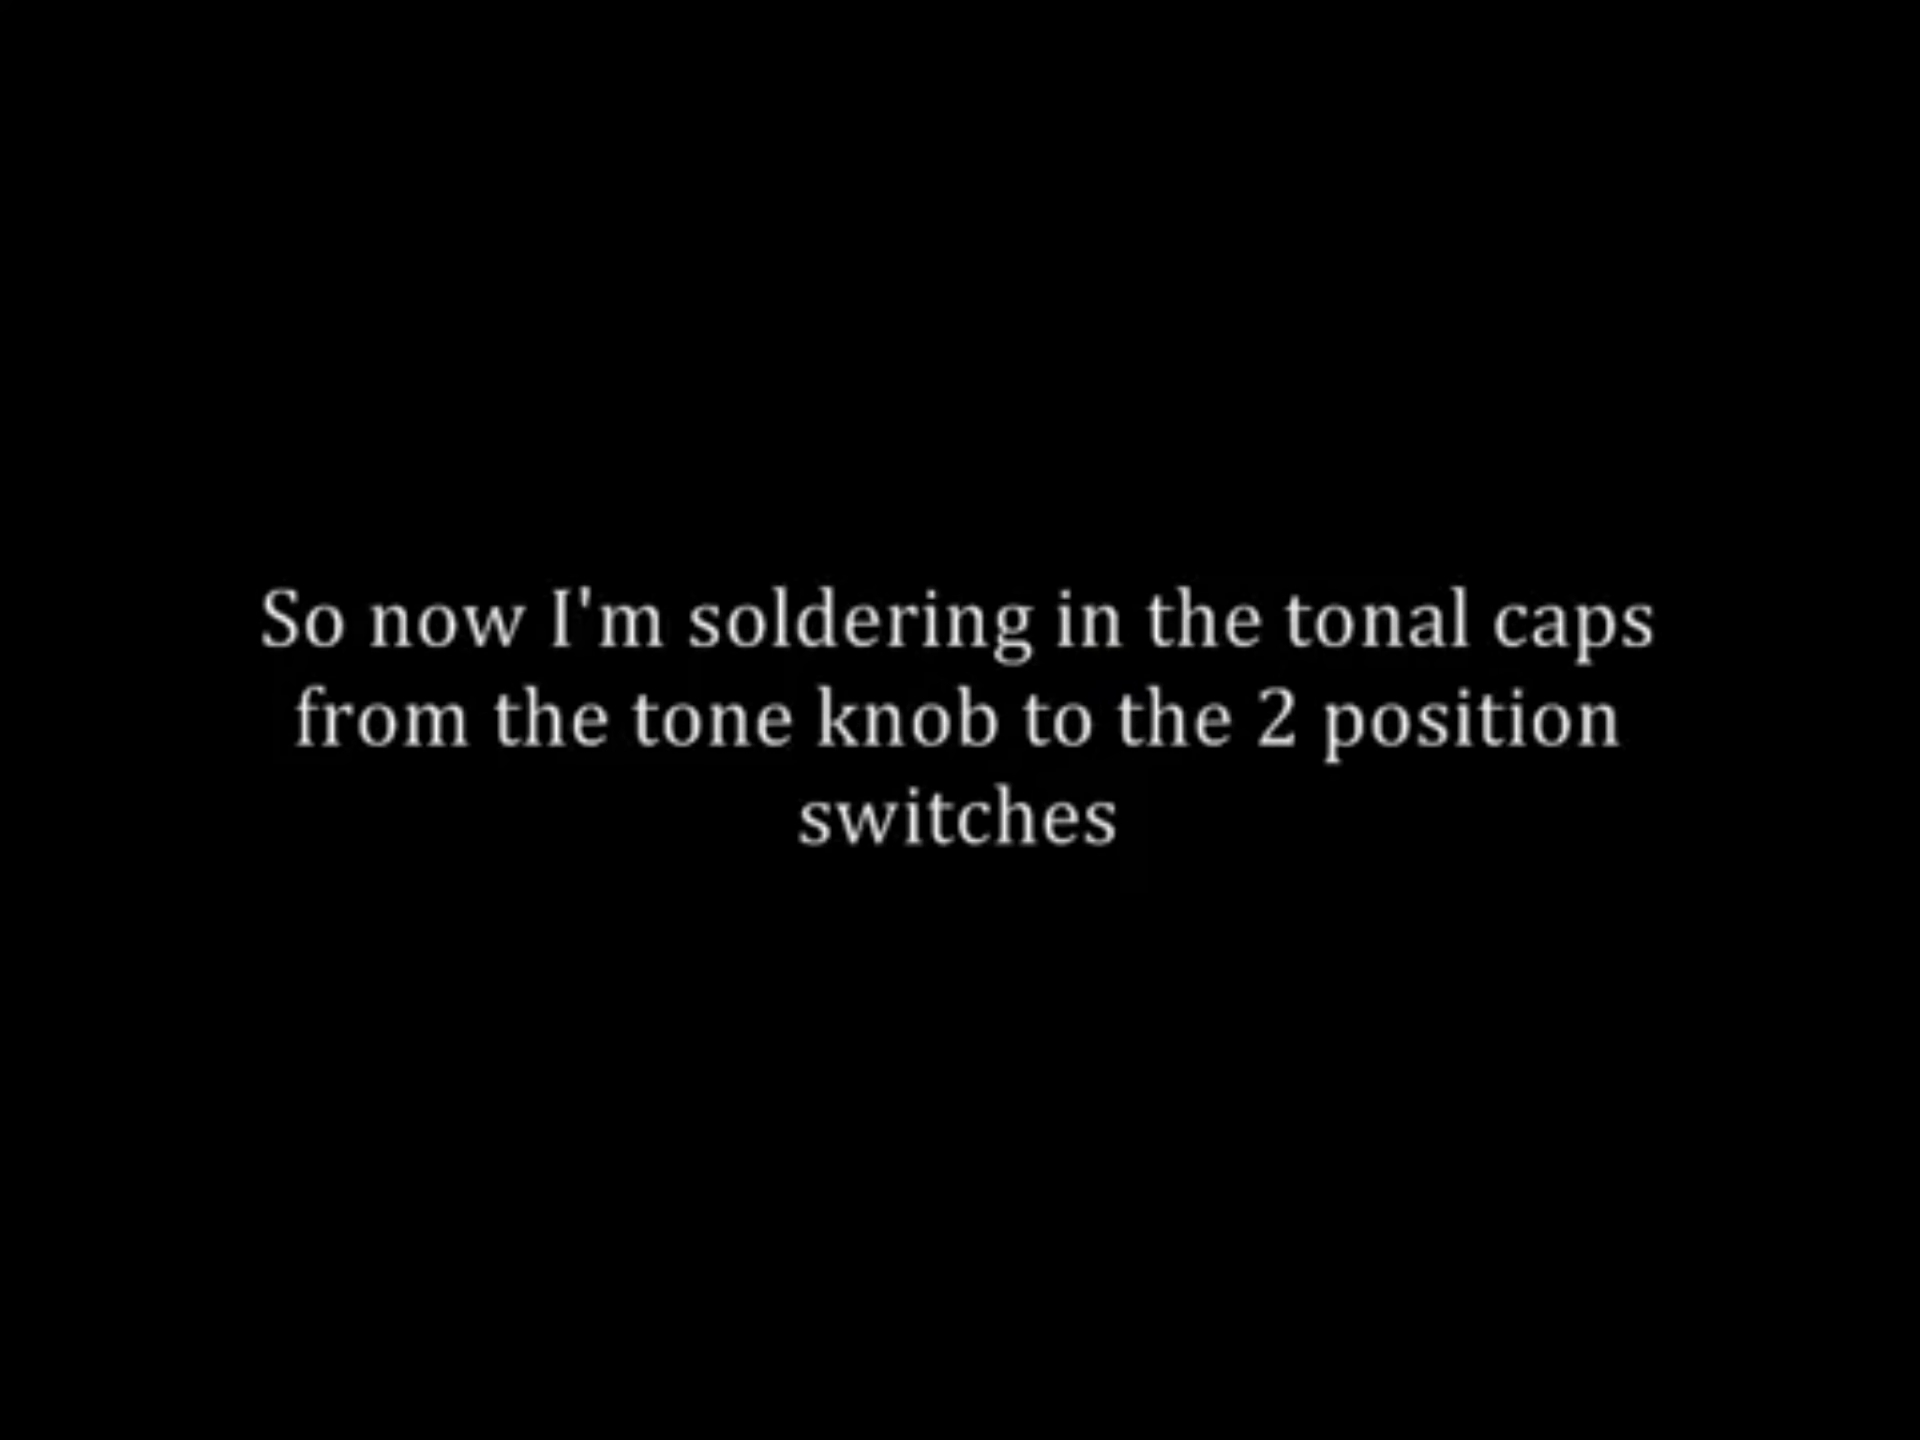 So now I'm soldering in the tonal caps
from the tone knob to the 2 position
switches